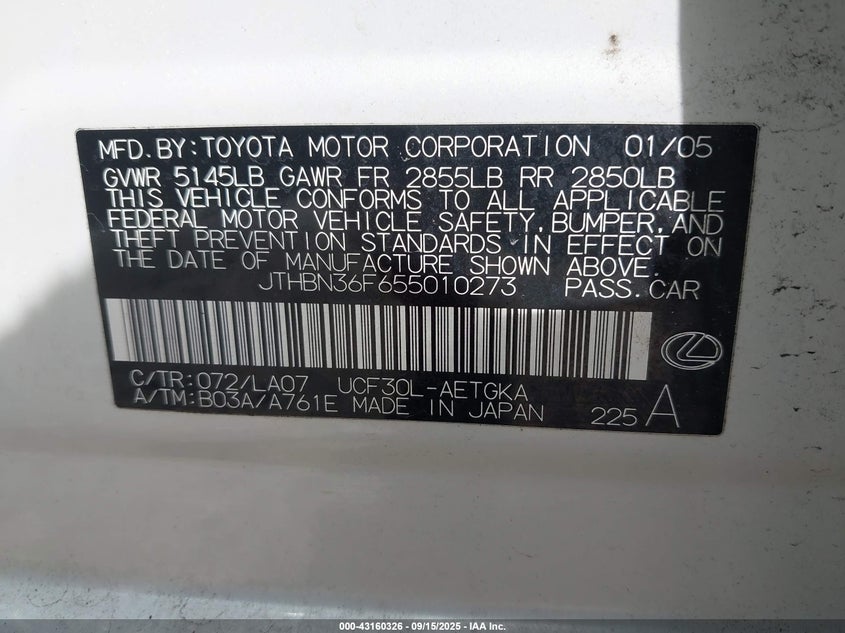 MFD. BY: TOYOTA MOTOR CORPORATION 01/05
GVWR 5145LB GAWR FR 2855LB RR 2850LB
THIS VEHICLE CONFORMS TO ALL APPLICABLE
FEDERAL MOTOR VEHICLE SAFETY, BUMPER, AND
THEFT PREVENTION STANDARDS IN EFFECT ON
THE DATE OF MANUFACTURE SHOWN ABOVE.
JTHBN36F655010273 PASS. CAR
C/TR: 072/LA07 UCF30L-AETGKA
A/TM: B03A/A761E MADE IN JAPAN 225 A
000-43160326 - 09/15/2025 - IAA Inc.